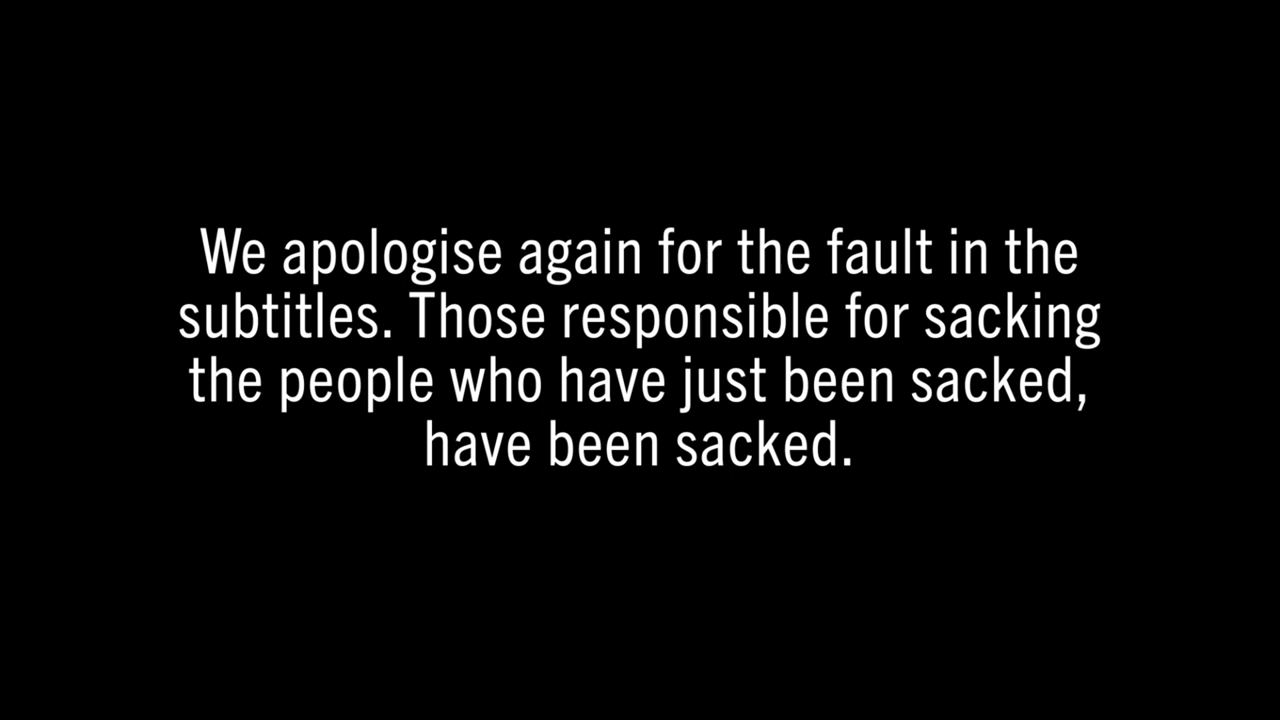 We apologise again for the fault in the
subtitles. Those responsible for sacking
the people who have just been sacked,
have been sacked.